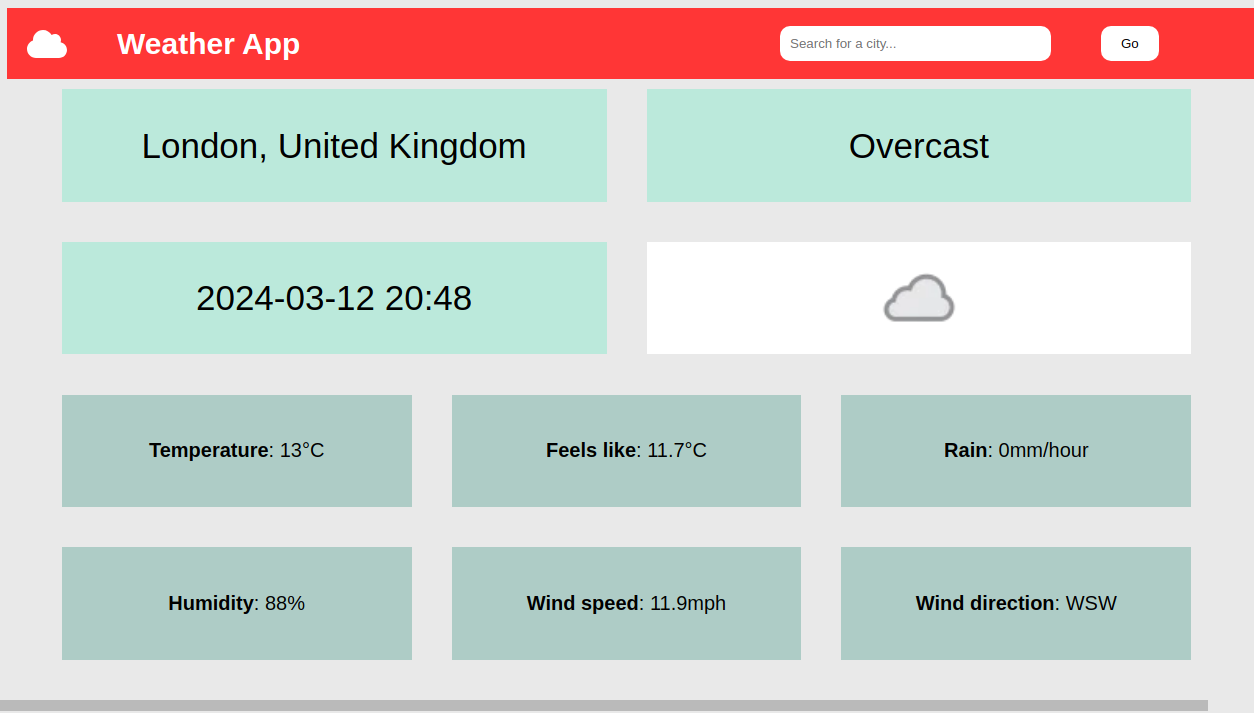 Weather App
Search for a city...
Go
London, United Kingdom
Overcast
2024-03-12 20:48
Temperature: 13°C
Feels like: 11.7°C
Rain: 0mm/hour
Humidity: 88%
Wind speed: 11.9mph
Wind direction: WSW